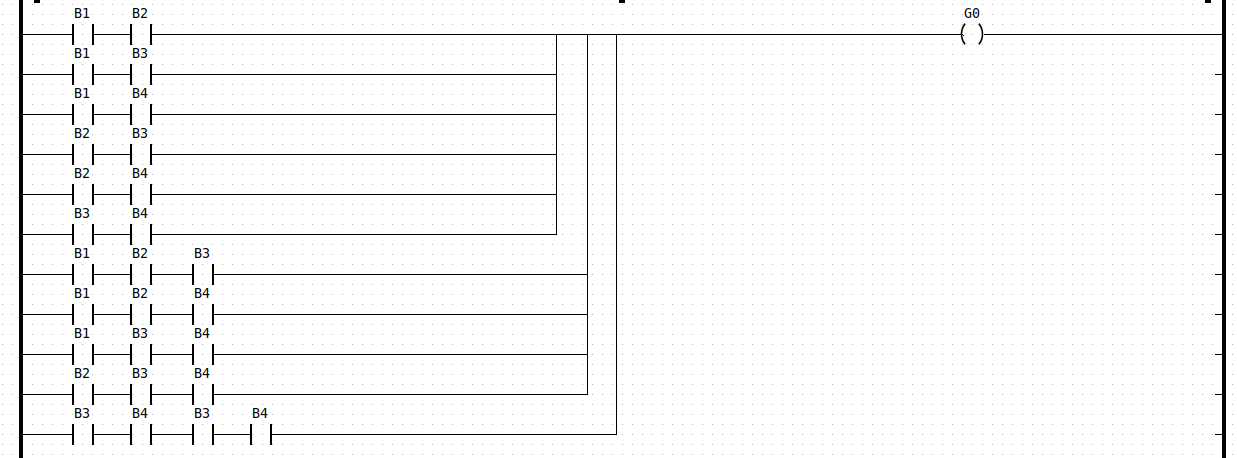 B1 B2 G0
B1 B3
B1 B4
B2 B3
B2 B4
B3 B4
B1 B2 B3
B1 B2 B4
B1 B3 B4
B2 B3 B4
B3 B4 B3 B4